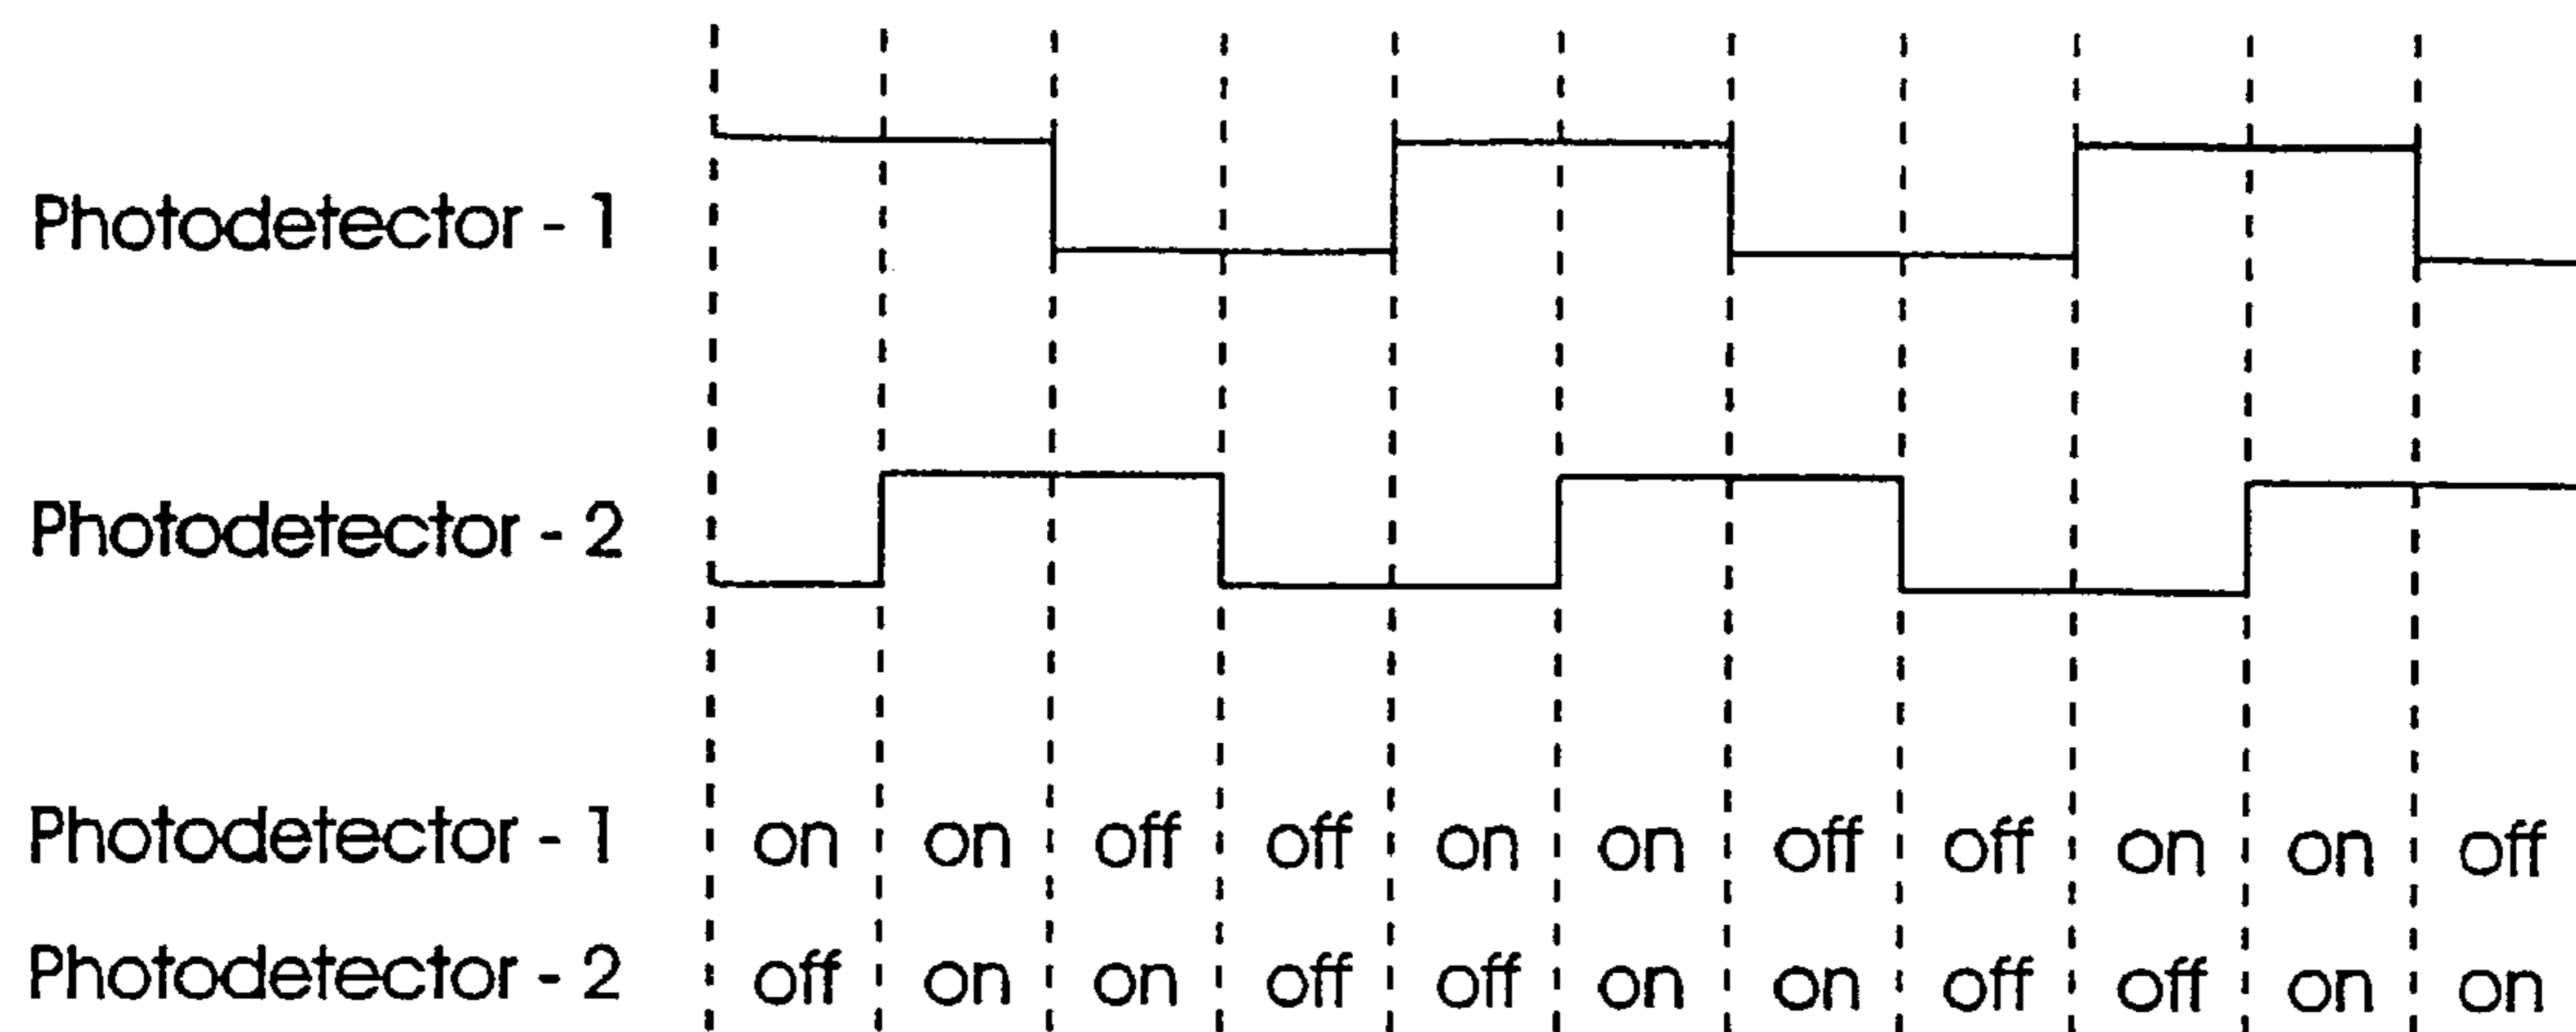 Photodetector - 1
Photodetector - 2
Photodetector - 1 on on off off on on off off on on off
Photodetector - 2 off on on off off on on off off on on